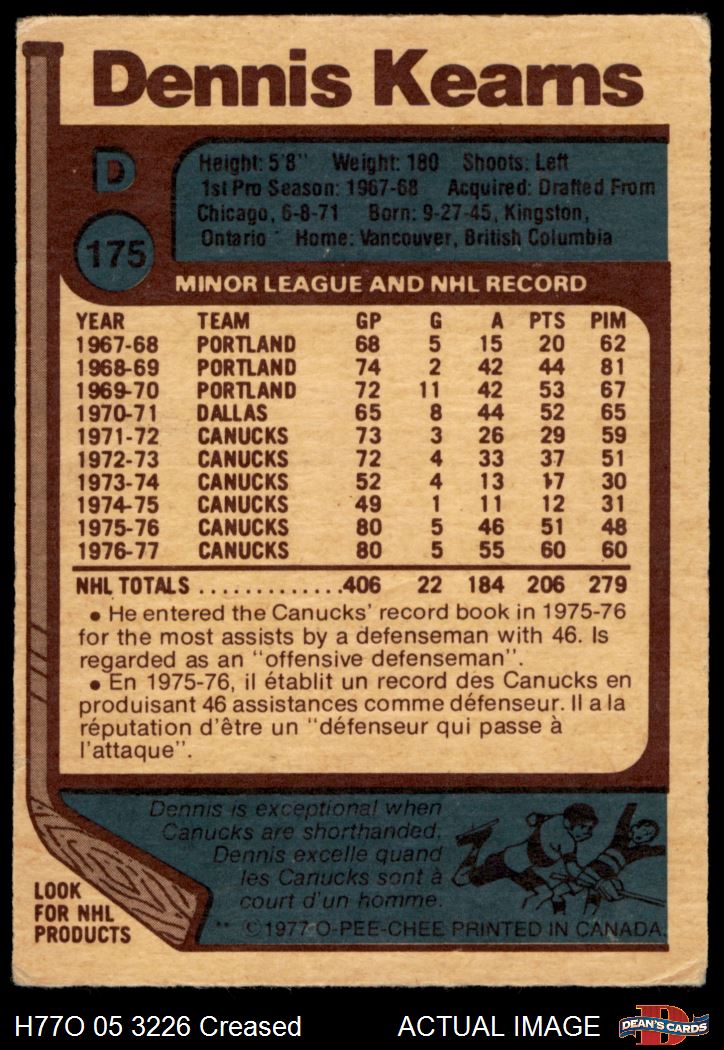 Dennis Kearns
D
175
Height: 5'8" Weight: 180 Shoots: Left
1st Pro Season: 1967-68 Acquired: Drafted From
Chicago, 6-8-71 Born: 9-27-45, Kingston,
Ontario Home: Vancouver, British Columbia
MINOR LEAGUE AND NHL RECORD
YEAR TEAM GP G A PTS PIM
1967-68 PORTLAND 68 5 15 20 62
1968-69 PORTLAND 74 2 42 44 81
1969-70 PORTLAND 72 11 42 53 67
1970-71 DALLAS 65 8 44 52 65
1971-72 CANUCKS 73 3 26 29 59
1972-73 CANUCKS 72 4 33 37 51
1973-74 CANUCKS 52 4 13 17 30
1974-75 CANUCKS 49 1 11 12 31
1975-76 CANUCKS 80 5 46 51 48
1976-77 CANUCKS 80 5 55 60 60
NHL TOTALS .............406 22 184 206 279
• He entered the Canucks' record book in 1975-76
for the most assists by a defenseman with 46. Is
regarded as an "offensive defenseman".
• En 1975-76, il établit un record des Canucks en
produisant 46 assistances comme défenseur. Il a la
réputation d'être un "défenseur qui passe à
l'attaque".
Dennis is exceptional when
Canucks are shorthanded.
Dennis excelle quand
les Canucks sont à
court d'un homme.
LOOK
FOR NHL
PRODUCTS
** ©1977 O-PEE-CHEE PRINTED IN CANADA
H77O 05 3226 Creased ACTUAL IMAGE
DEAN'S CARDS